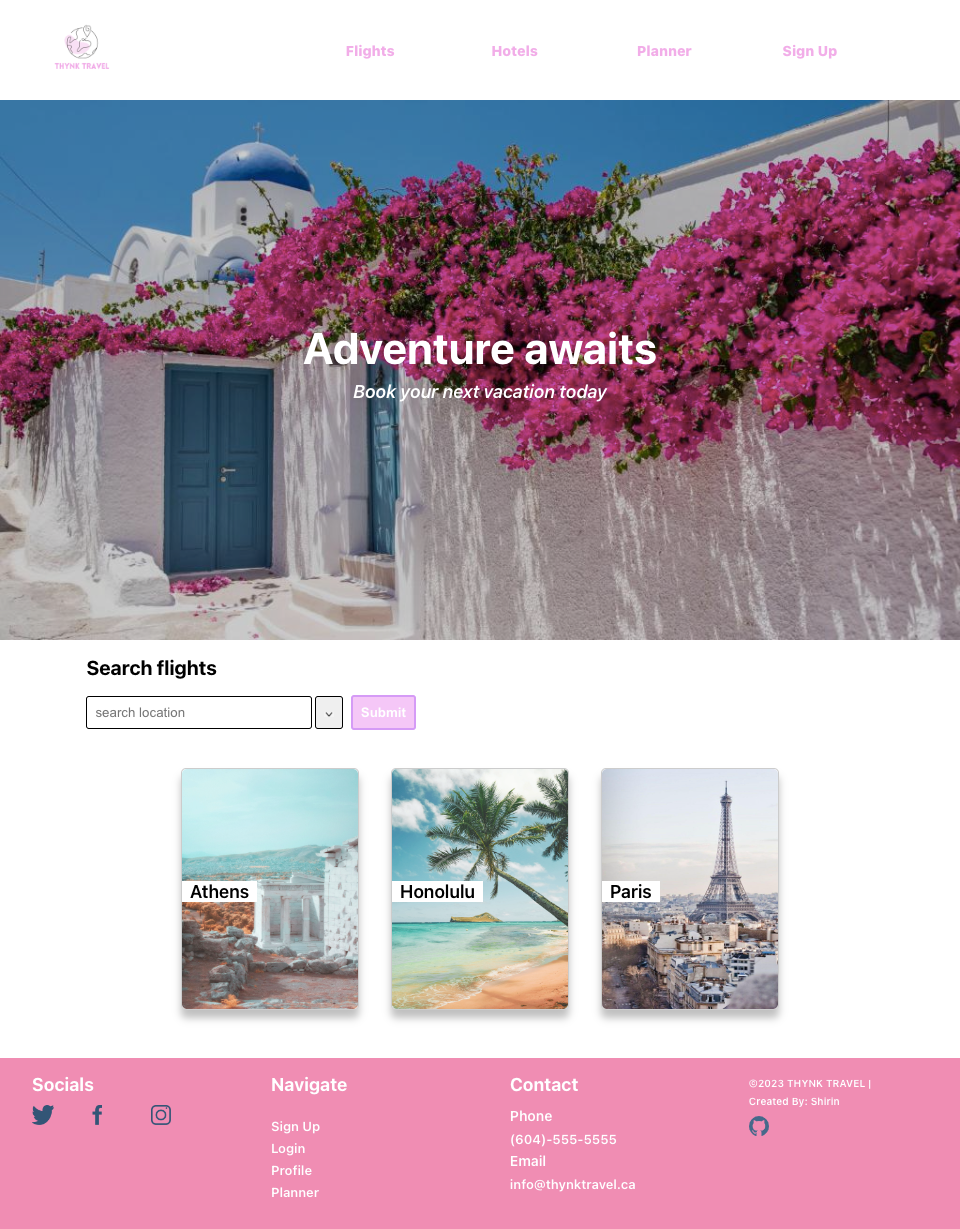 THYNK TRAVEL
Flights
Hotels
Planner
Sign Up
Adventure awaits
Book your next vacation today
Search flights
search location
Submit
Athens
Honolulu
Paris
Socials
Navigate
Sign Up
Login
Profile
Planner
Contact
Phone
(604)-555-5555
Email
info@thynktravel.ca
©2023 THYNK TRAVEL |
Created By: Shirin